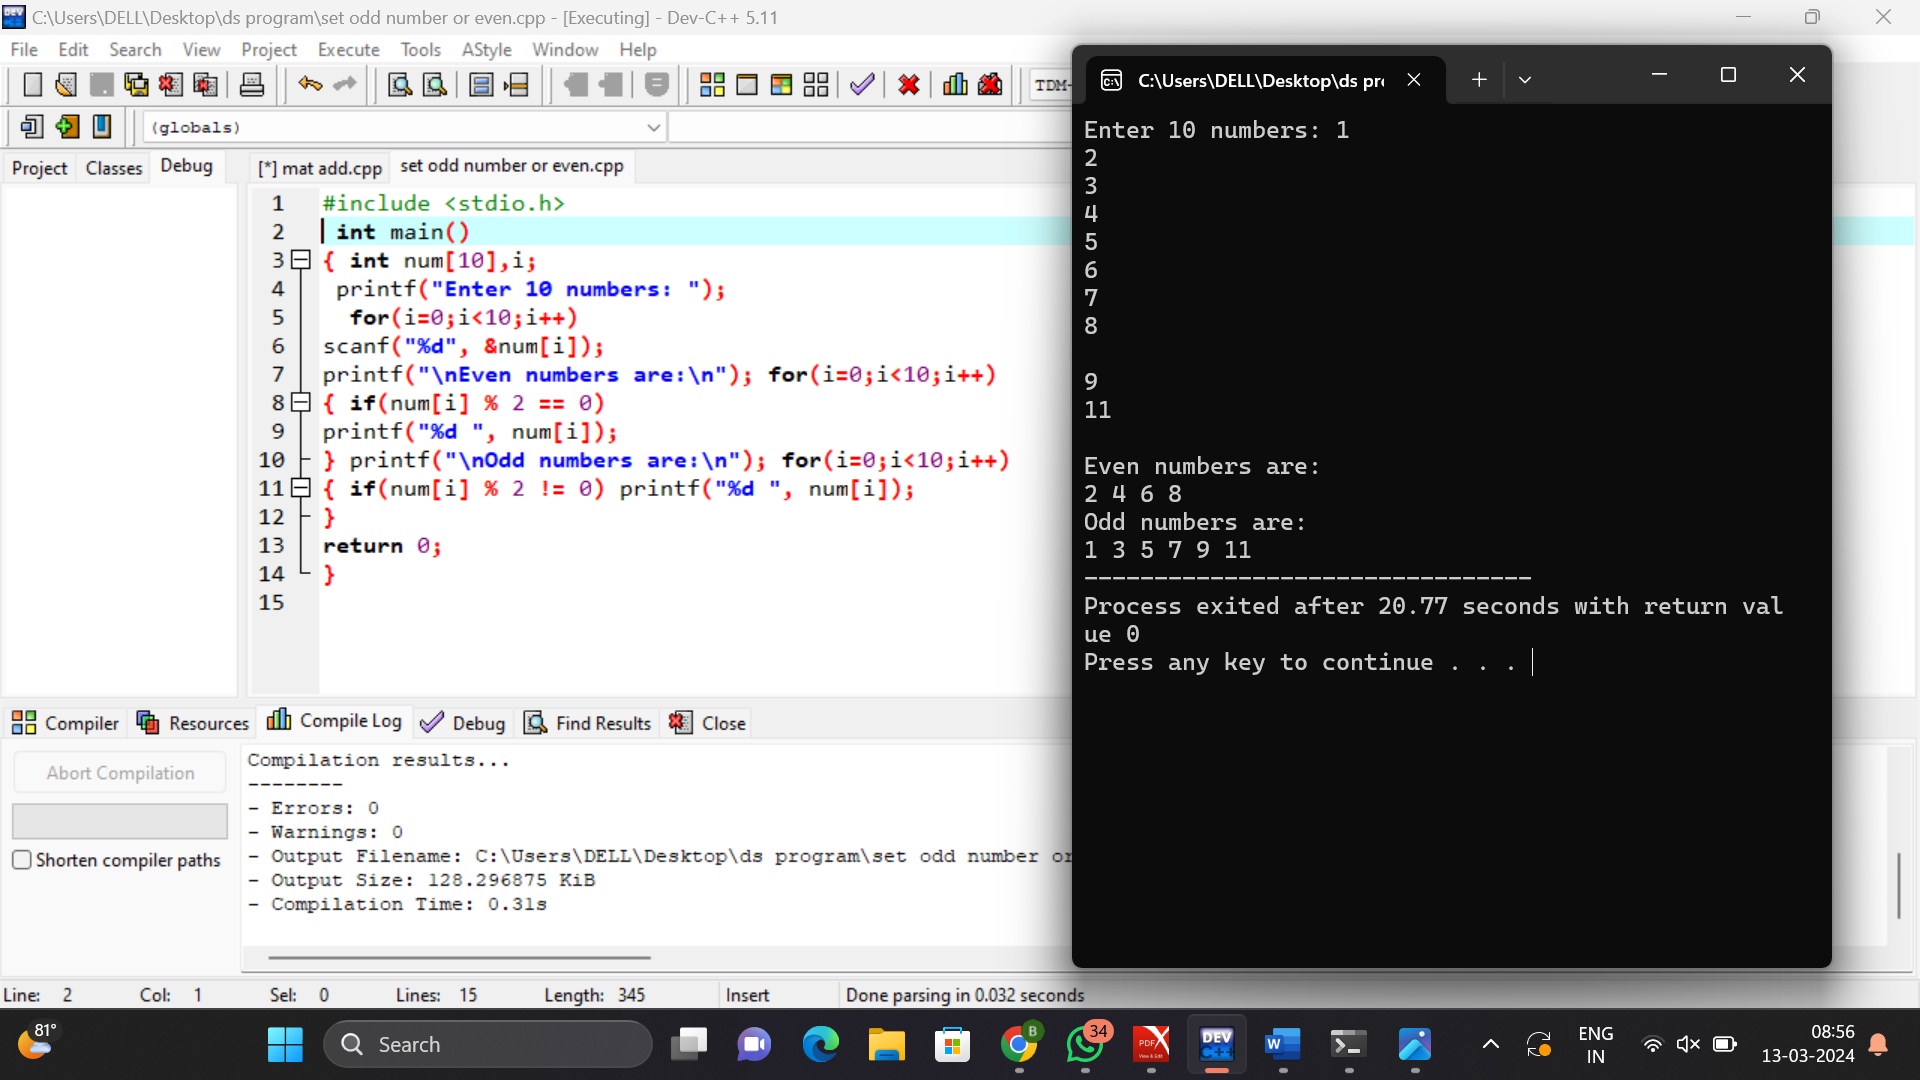 C:\Users\DELL\Desktop\ds program\set odd number or even.cpp - [Executing] - Dev-C++ 5.11
File Edit Search View Project Execute Tools AStyle Window Help
TDM-
(globals)
Project Classes Debug
[*] mat add.cpp set odd number or even.cpp
1 #include <stdio.h>
2 int main()
3 { int num[10],i;
4 printf("Enter 10 numbers: ");
5 for(i=0;i<10;i++)
6 scanf("%d", &num[i]);
7 printf("\nEven numbers are:\n"); for(i=0;i<10;i++)
8 { if(num[i] % 2 == 0)
9 printf("%d ", num[i]);
10 } printf("\nOdd numbers are:\n"); for(i=0;i<10;i++)
11 { if(num[i] % 2 != 0) printf("%d ", num[i]);
12 }
13 return 0;
14 }
15
C:\Users\DELL\Desktop\ds pr
Enter 10 numbers: 1
2
3
4
5
6
7
8
9
11
Even numbers are:
2 4 6 8
Odd numbers are:
1 3 5 7 9 11
--------------------------------
Process exited after 20.77 seconds with return val
ue 0
Press any key to continue . . .
Compiler Resources Compile Log Debug Find Results Close
Abort Compilation
Shorten compiler paths
Compilation results...
--------
- Errors: 0
- Warnings: 0
- Output Filename: C:\Users\DELL\Desktop\ds program\set odd number or
- Output Size: 128.296875 KiB
- Compilation Time: 0.31s
Line: 2 Col: 1 Sel: 0 Lines: 15 Length: 345 Insert Done parsing in 0.032 seconds
81°
Search
B
34
PDF
DEV
C++
W
ENG
IN
08:56
13-03-2024